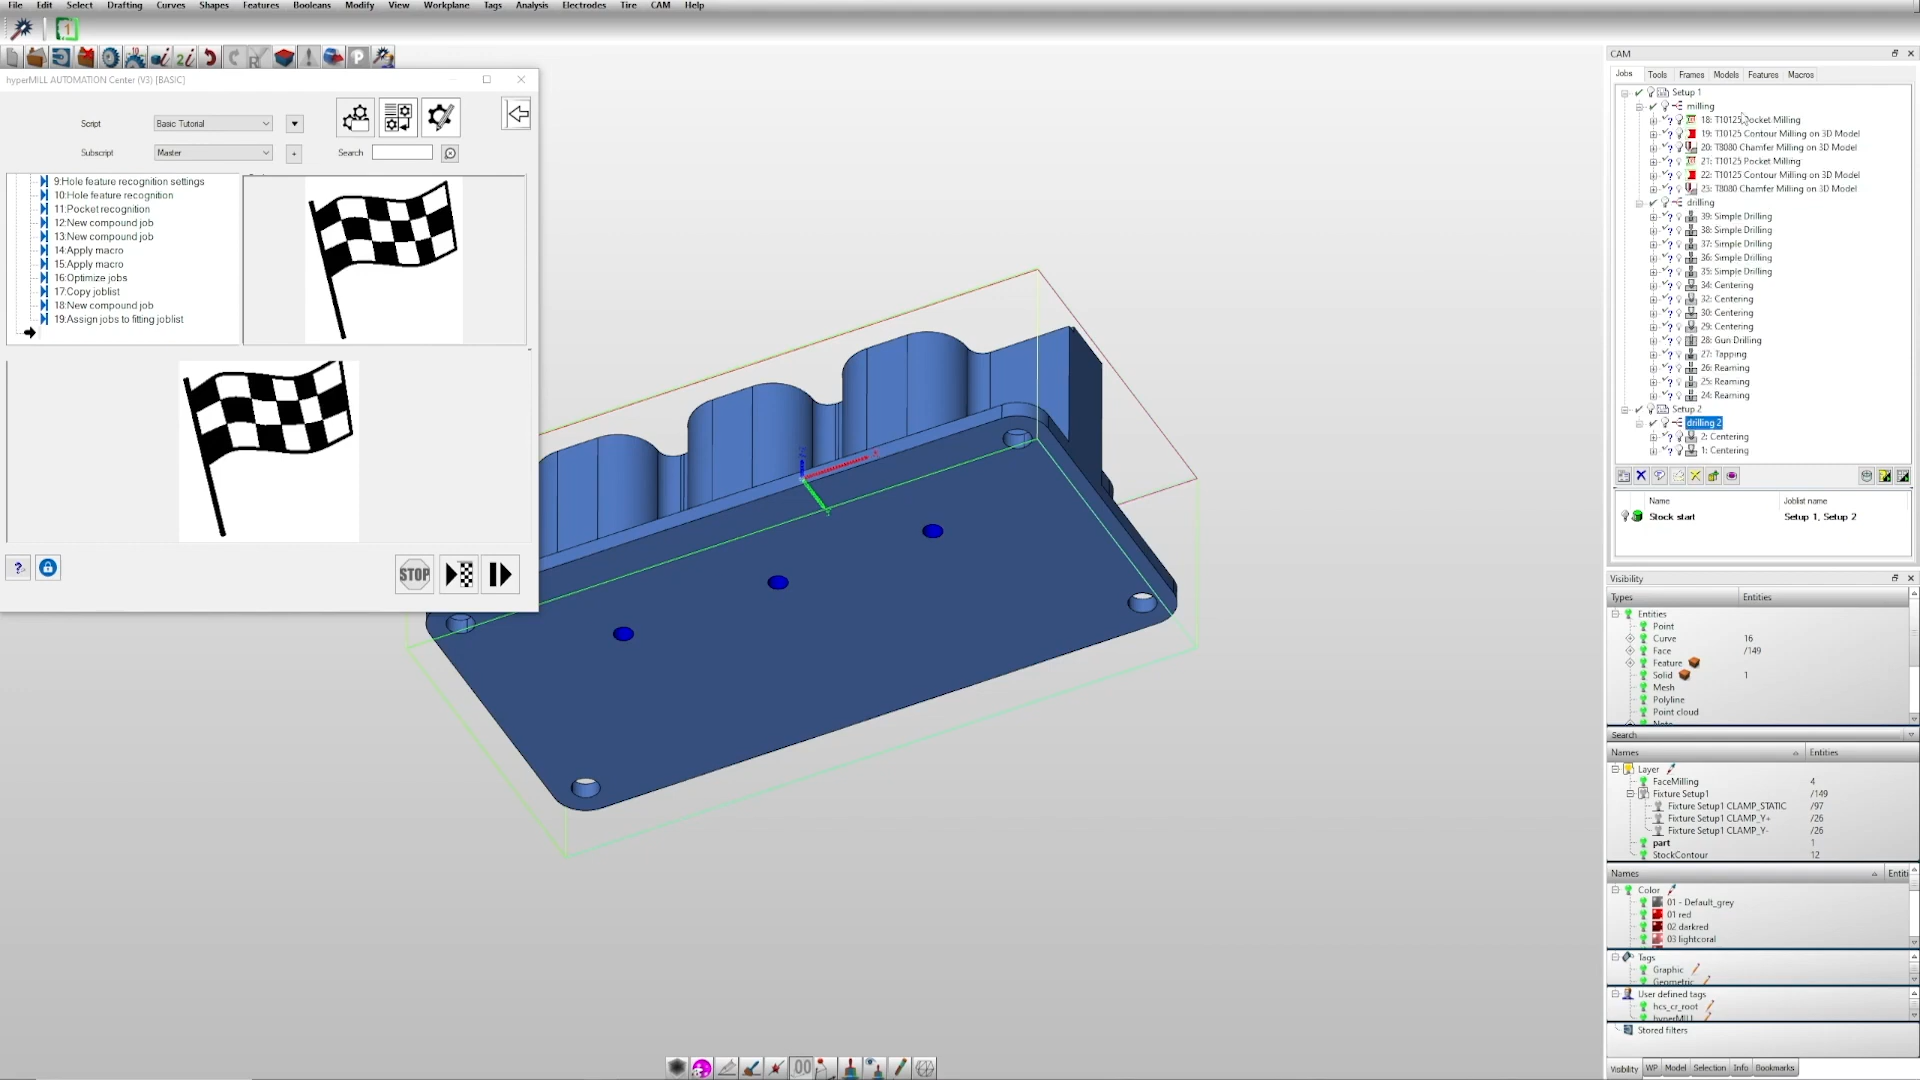 File Edit Select Drafting Curves Shapes Features Booleans Modify View Workplane Tags Analysis Electrodes Tire CAM Help
hyperMILL AUTOMATION Center (V3) [BASIC]
Script Basic Tutorial
Subscript Master Search
9:Hole feature recognition settings
10:Hole feature recognition
11:Pocket recognition
12:New compound job
13:New compound job
14:Apply macro
15:Apply macro
16:Optimize jobs
17:Copy joblist
18:New compound job
19:Assign jobs to fitting joblist
STOP
CAM
Jobs Tools Frames Models Features Macros
Setup 1
milling
18: T10125 Pocket Milling
19: T10125 Contour Milling on 3D Model
20: T8080 Chamfer Milling on 3D Model
21: T10125 Pocket Milling
22: T10125 Contour Milling on 3D Model
23: T8080 Chamfer Milling on 3D Model
drilling
39: Simple Drilling
38: Simple Drilling
37: Simple Drilling
36: Simple Drilling
35: Simple Drilling
34: Centering
32: Centering
30: Centering
29: Centering
28: Gun Drilling
27: Tapping
26: Reaming
25: Reaming
24: Reaming
Setup 2
drilling 2
2: Centering
1: Centering
Name Joblist name
Stock start Setup 1, Setup 2
Visibility
Types Entities
Entities
Point
Curve 16
Face /149
Feature
Solid 1
Mesh
Polyline
Point cloud
Search
Names Entities
Layer
FaceMilling 4
Fixture Setup1 /149
Fixture Setup1 CLAMP_STATIC /97
Fixture Setup1 CLAMP_Y+ /26
Fixture Setup1 CLAMP_Y- /26
part 1
StockContour 12
Names Entiti
Color
01 - Default_grey
01 red
02 darkred
03 lightcoral
Tags
Graphic
Geometric
User defined tags
hcs_cr_root
hyperMILL
Stored filters
Visibility WP Model Selection Info Bookmarks